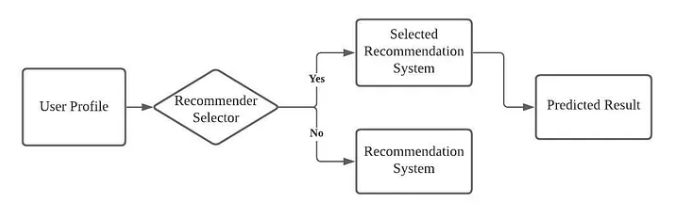 User Profile
Recommender
Selector
Yes
No
Selected
Recommendation
System
Recommendation
System
Predicted Result